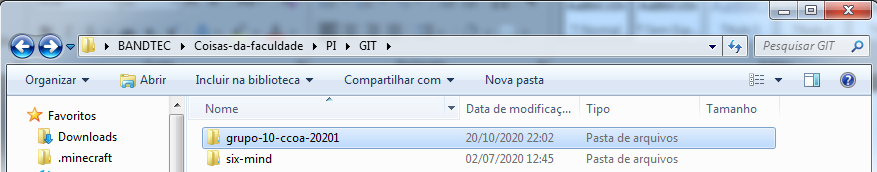 BANDTEC Coisas-da-faculdade PI GIT Pesquisar GIT
Organizar Abrir Incluir na biblioteca Compartilhar com Nova pasta
Favoritos Nome Data de modificaç... Tipo Tamanho
Downloads grupo-10-ccoa-20201 20/10/2020 22:02 Pasta de arquivos
.minecraft six-mind 02/07/2020 12:45 Pasta de arquivos